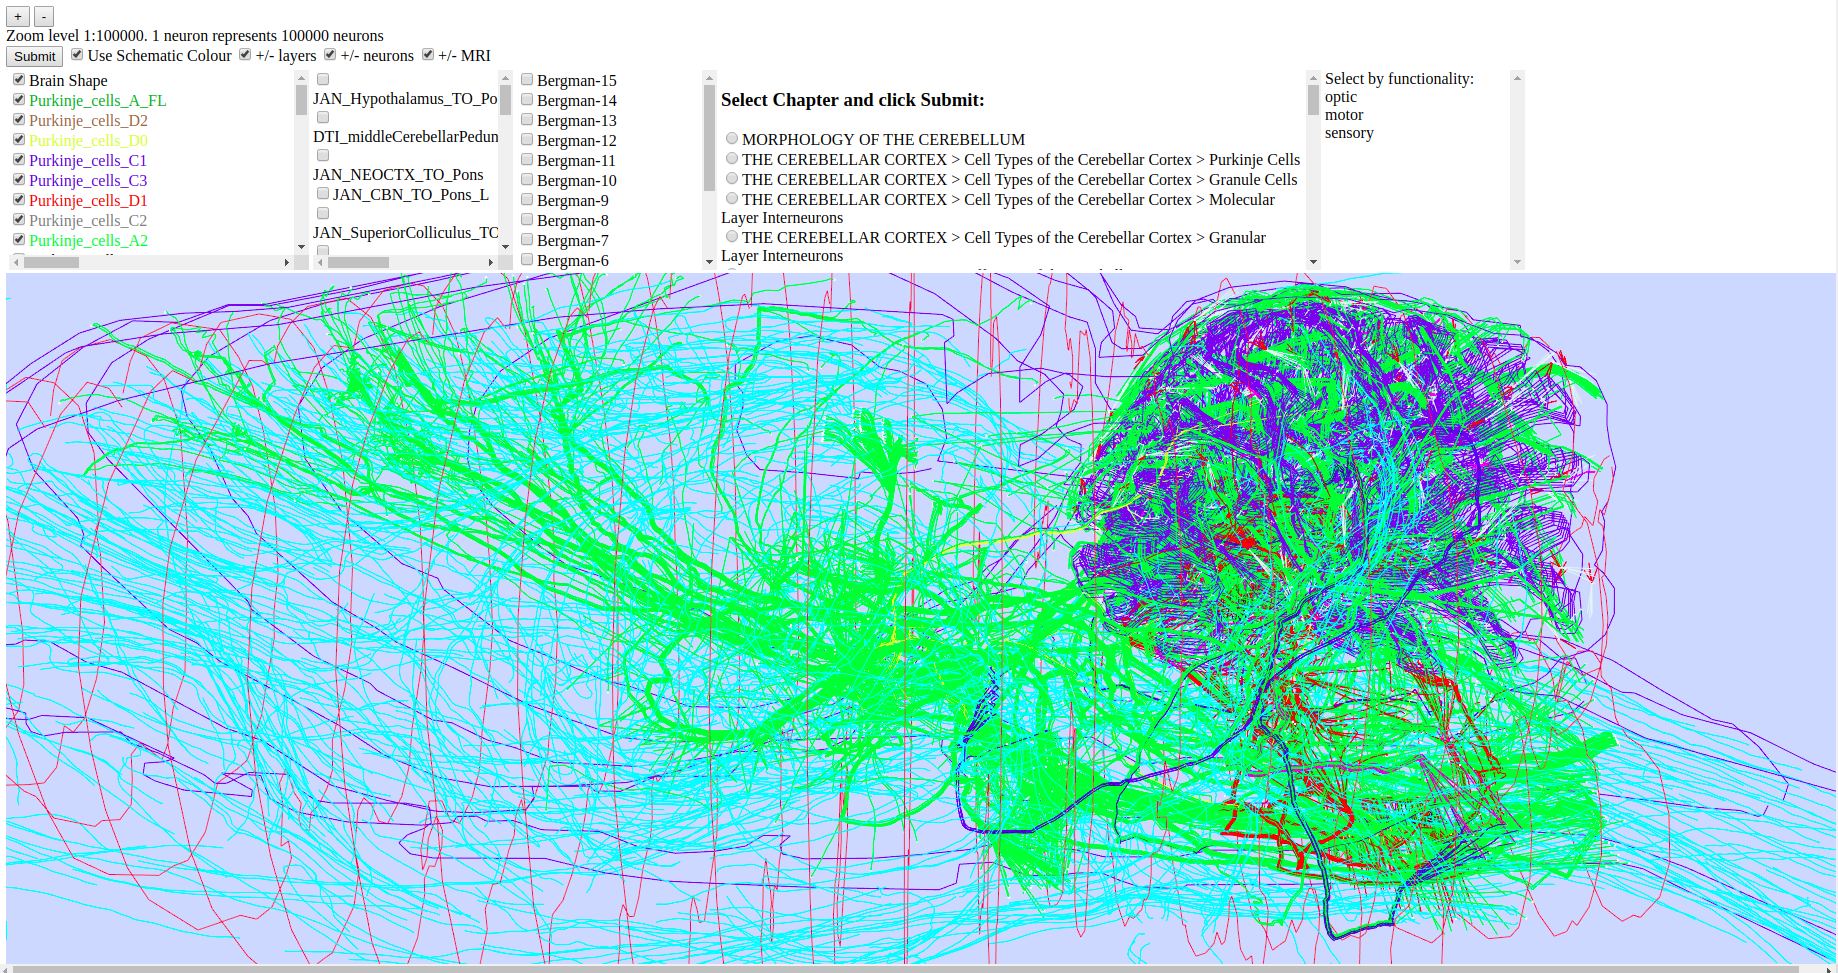 + -
Zoom level 1:100000. 1 neuron represents 100000 neurons
Submit Use Schematic Colour +/- layers +/- neurons +/- MRI
Brain Shape
Purkinje_cells_A_FL
Purkinje_cells_D2
Purkinje_cells_D0
Purkinje_cells_C1
Purkinje_cells_C3
Purkinje_cells_D1
Purkinje_cells_C2
Purkinje_cells_A2
JAN_Hypothalamus_TO_Po
DTI_middleCerebellarPedun
JAN_NEOCTX_TO_Pons
JAN_CBN_TO_Pons_L
JAN_SuperiorColliculus_TO
Bergman-15
Bergman-14
Bergman-13
Bergman-12
Bergman-11
Bergman-10
Bergman-9
Bergman-8
Bergman-7
Bergman-6
Select Chapter and click Submit:
MORPHOLOGY OF THE CEREBELLUM
THE CEREBELLAR CORTEX > Cell Types of the Cerebellar Cortex > Purkinje Cells
THE CEREBELLAR CORTEX > Cell Types of the Cerebellar Cortex > Granule Cells
THE CEREBELLAR CORTEX > Cell Types of the Cerebellar Cortex > Molecular
Layer Interneurons
THE CEREBELLAR CORTEX > Cell Types of the Cerebellar Cortex > Granular
Layer Interneurons
Select by functionality:
optic
motor
sensory